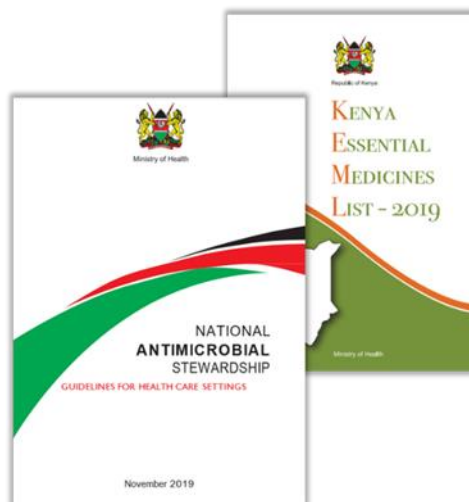 Ministry of Health
NATIONAL
ANTIMICROBIAL
STEWARDSHIP
GUIDELINES FOR HEALTH CARE SETTINGS
November 2019
Republic of Kenya
KENYA
ESSENTIAL
MEDICINES
LIST - 2019
Ministry of Health